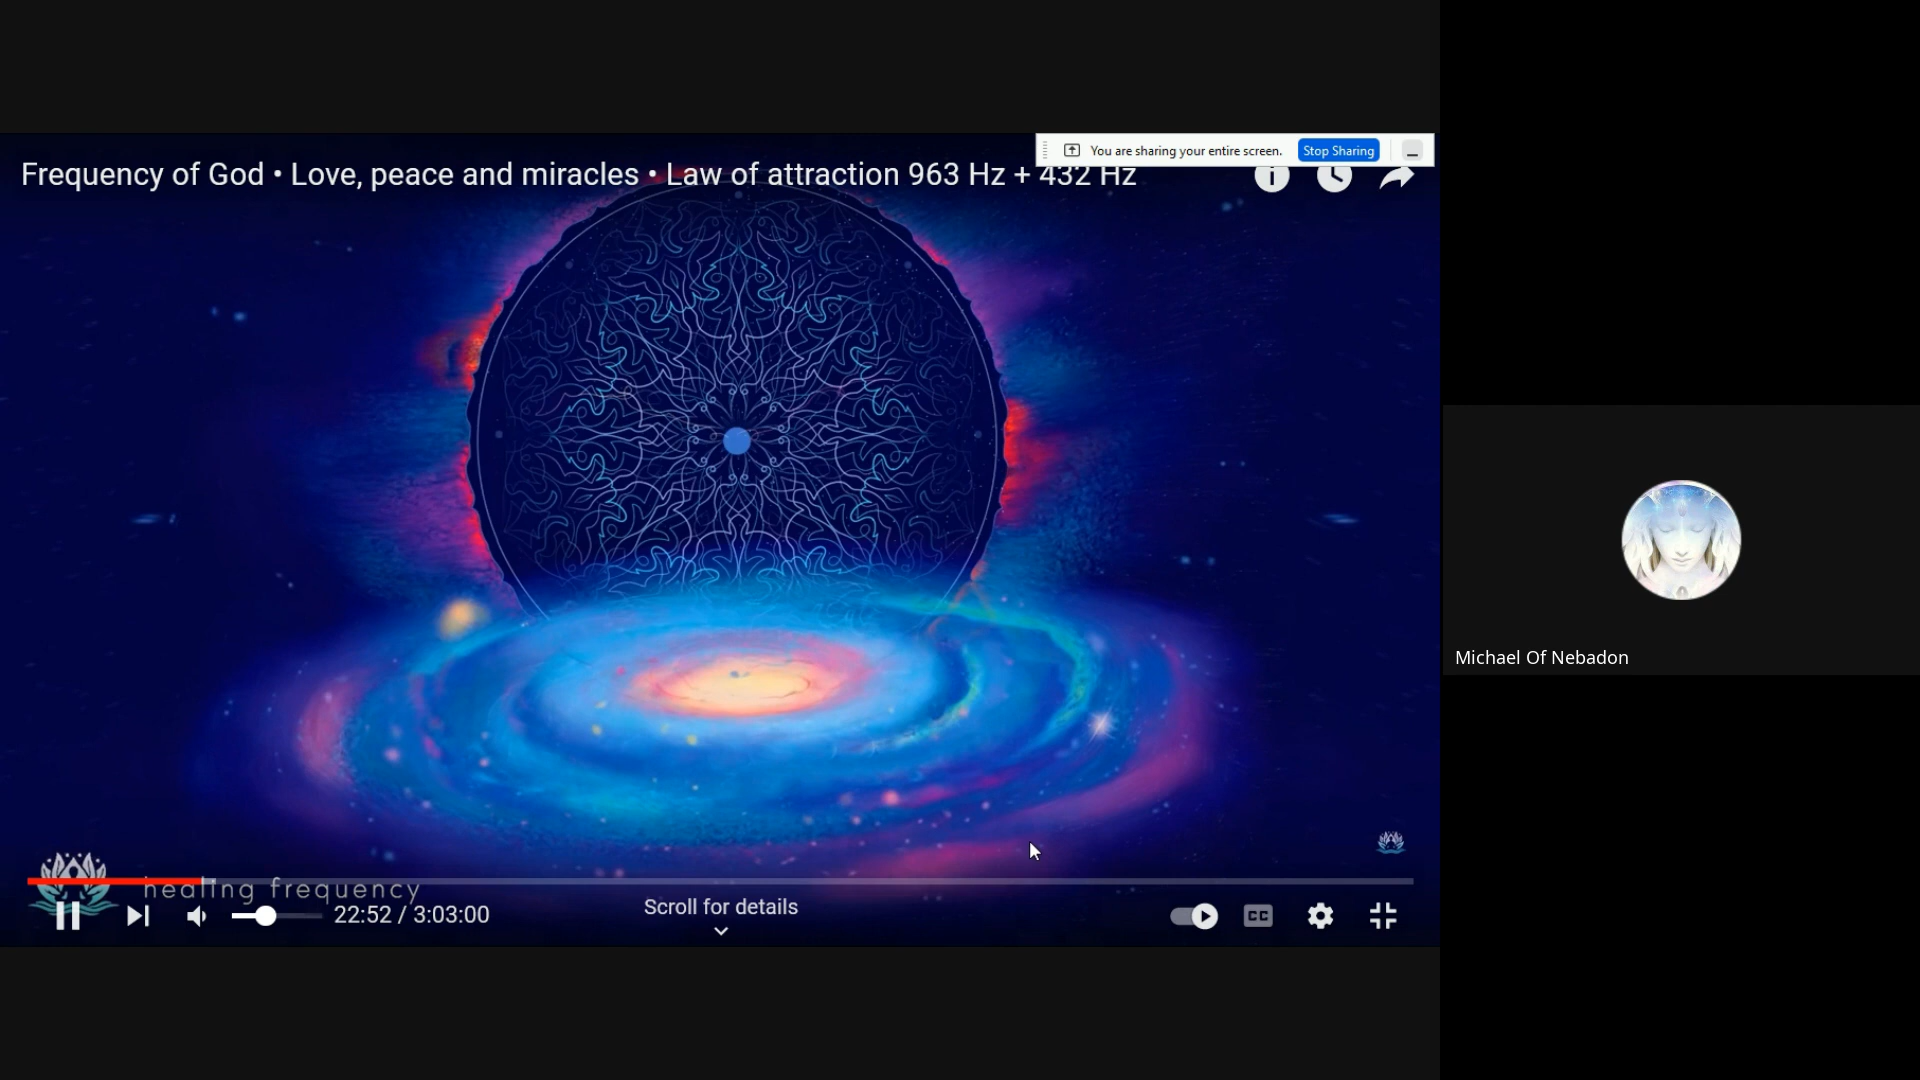 You are sharing your entire screen. Stop Sharing
Frequency of God • Love, peace and miracles • Law of attraction 963 Hz + 432 Hz
Michael Of Nebadon
healing frequency
22:52 / 3:03:00
Scroll for details
CC